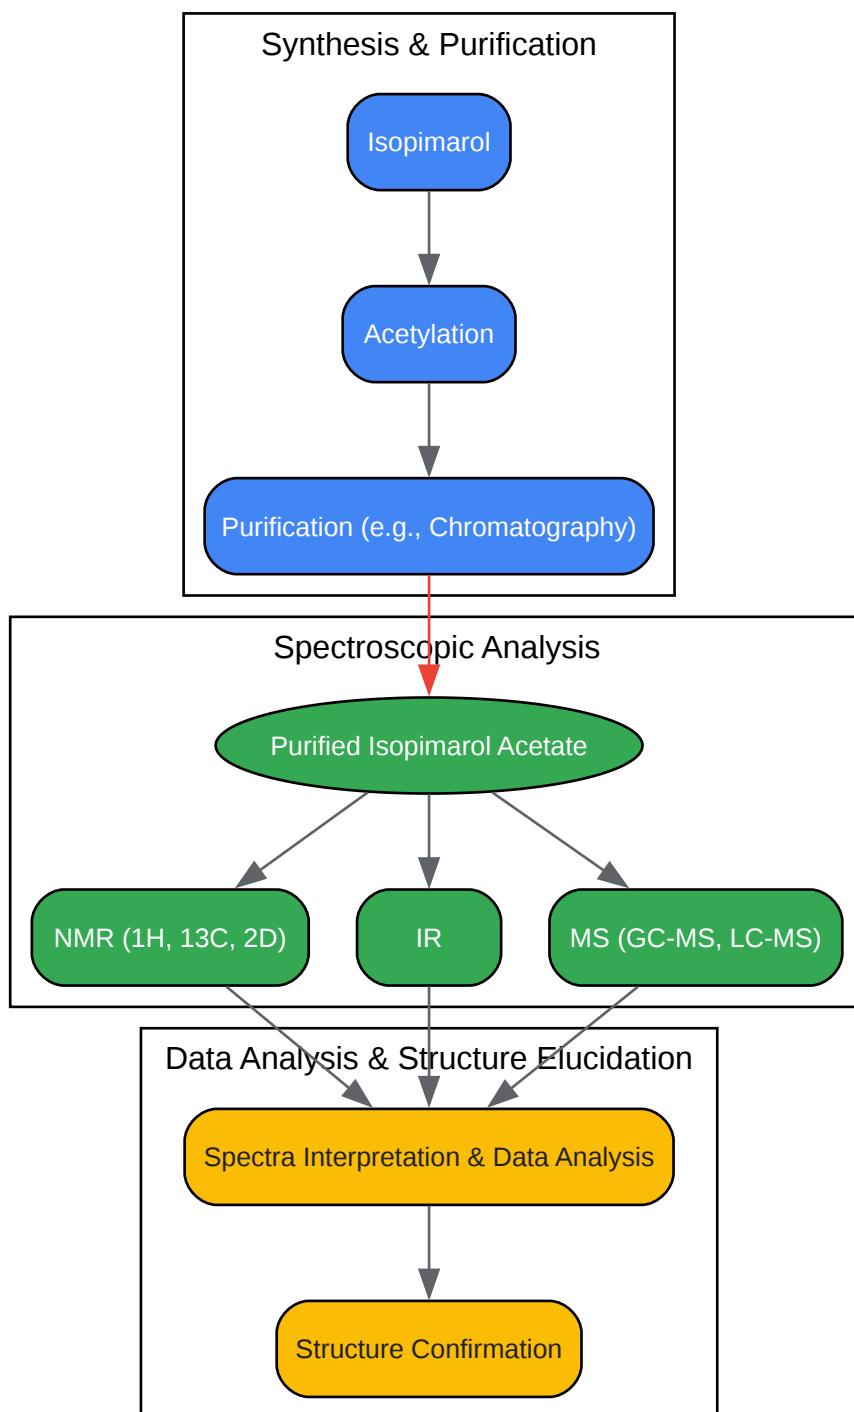 Synthesis & Purification
Isopimarol
Acetylation
Purification (e.g., Chromatography)
Spectroscopic Analysis
Purified Isopimarol Acetate
NMR (1H, 13C, 2D)
IR
MS (GC-MS, LC-MS)
Data Analysis & Structure Elucidation
Spectra Interpretation & Data Analysis
Structure Confirmation